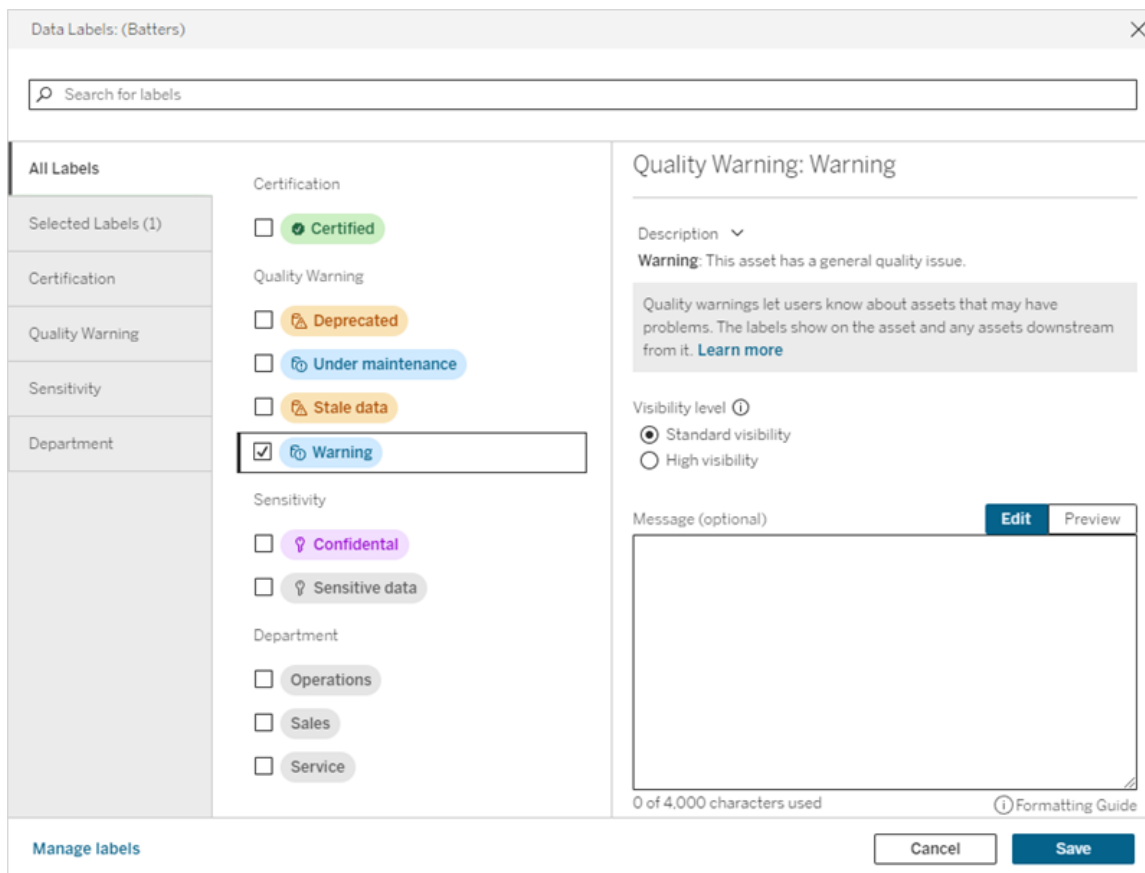 Data Labels: (Batters)
Search for labels
All Labels
Selected Labels (1)
Certification
Quality Warning
Sensitivity
Department
Certification
Certified
Quality Warning
Deprecated
Under maintenance
Stale data
Warning
Sensitivity
Confidental
Sensitive data
Department
Operations
Sales
Service
Quality Warning: Warning
Description
Warning: This asset has a general quality issue.
Quality warnings let users know about assets that may have
problems. The labels show on the asset and any assets downstream
from it. Learn more
Visibility level
Standard visibility
High visibility
Message (optional)
Edit
Preview
0 of 4,000 characters used
Formatting Guide
Manage labels
Cancel
Save